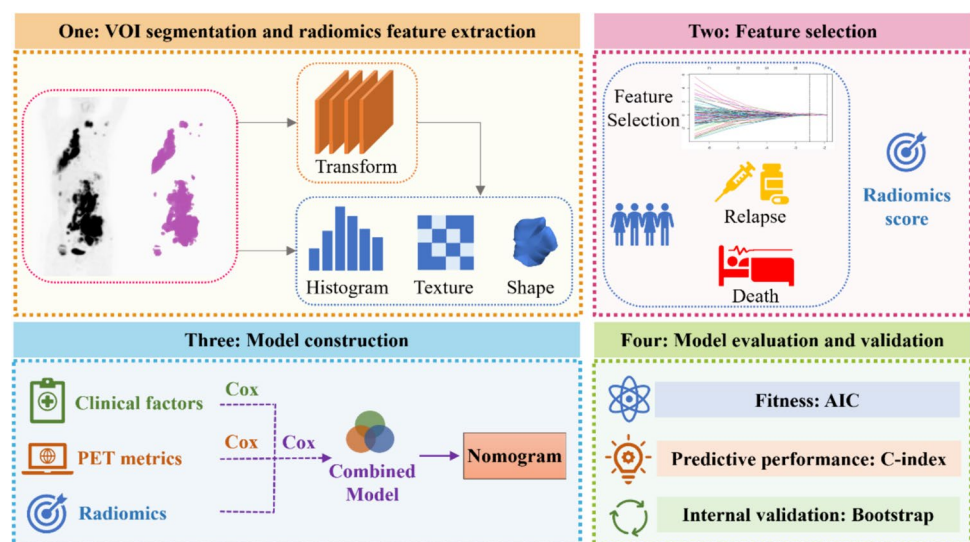 One: VOI segmentation and radiomics feature extraction
Transform
Histogram
Texture
Shape
Two: Feature selection
Feature
Selection
Relapse
Death
Radiomics
score
Three: Model construction
Clinical factors
Cox
PET metrics
Cox
Cox
Radiomics
Combined
Model
Nomogram
Four: Model evaluation and validation
Fitness: AIC
Predictive performance: C-index
Internal validation: Bootstrap